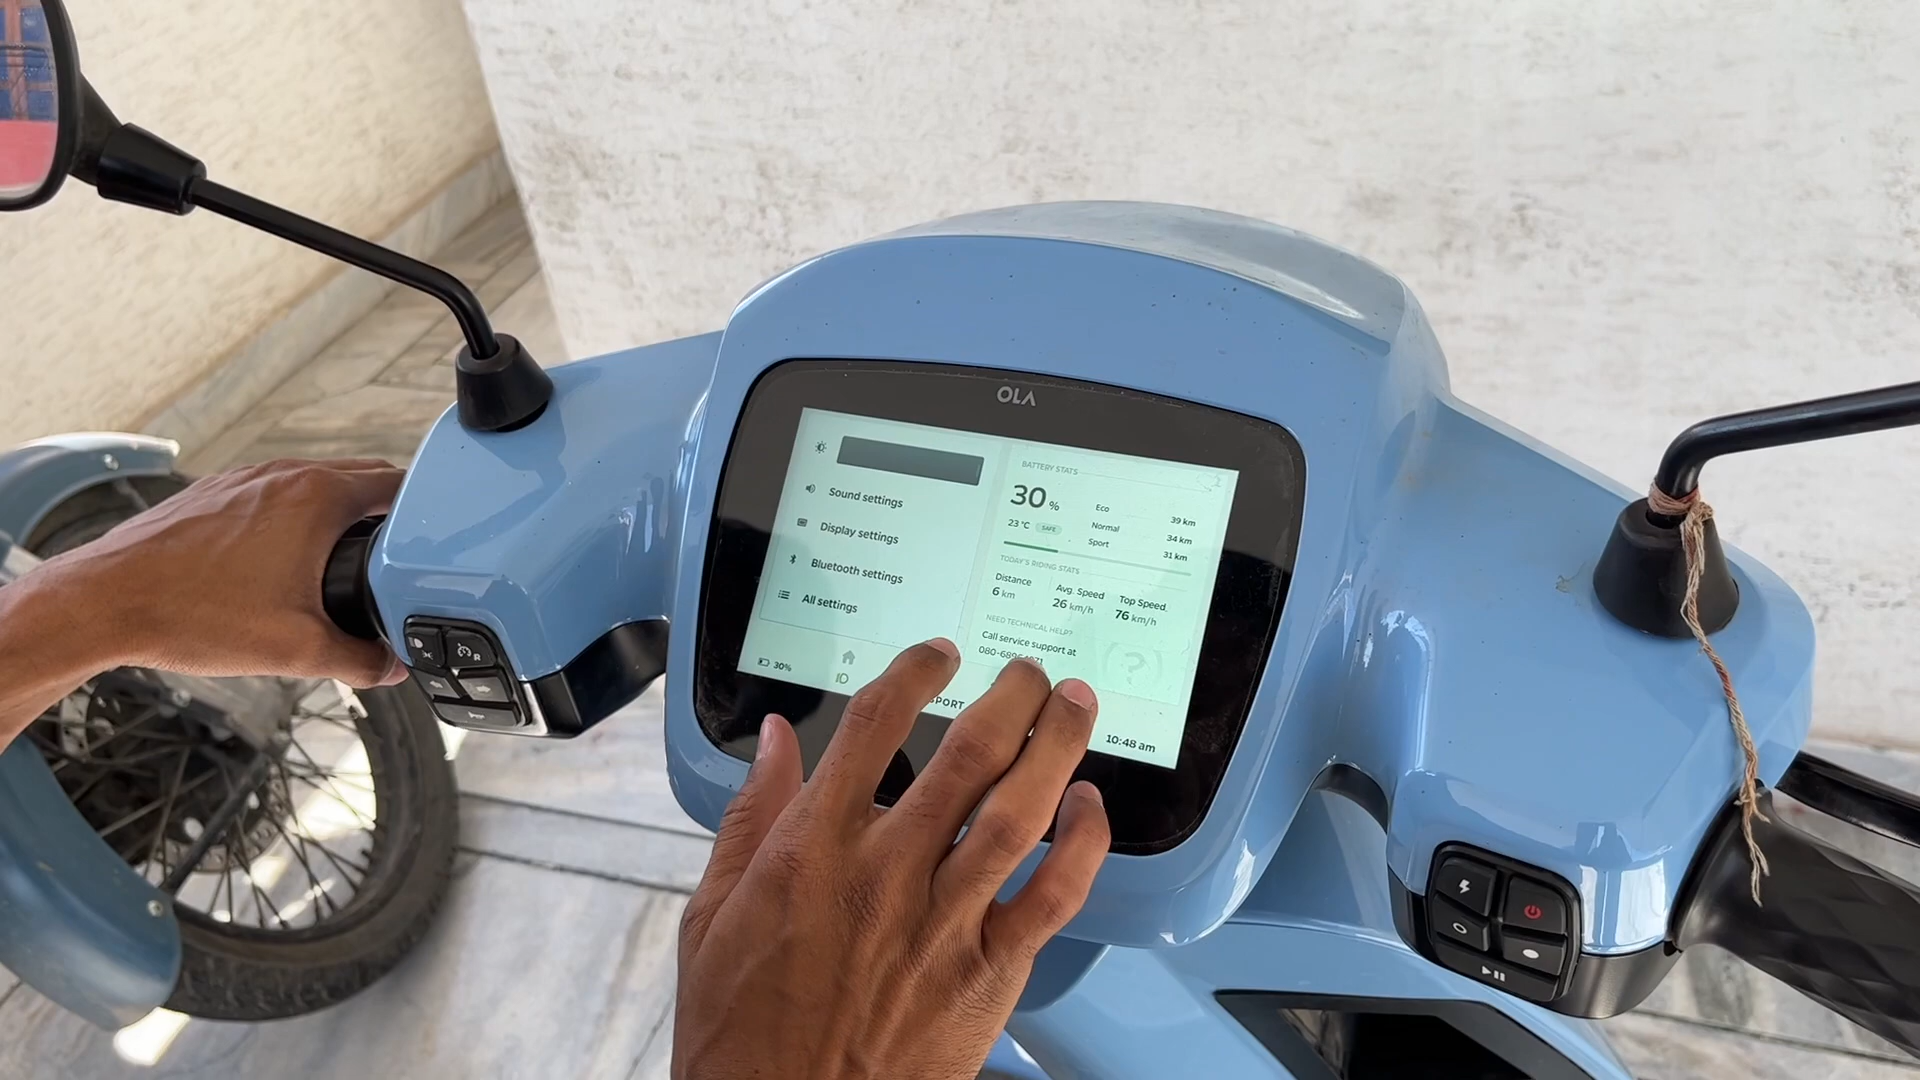 OLA
Sound settings
Display settings
Bluetooth settings
All settings
30%
BATTERY STATS
30 %
23 °C SAFE
Eco 39 km
Normal 34 km
Sport 31 km
TODAY'S RIDING STATS
Distance Avg. Speed Top Speed
6 km 26 km/h 76 km/h
NEED TECHNICAL HELP?
Call service support at
?
SPORT
10:48 am
R